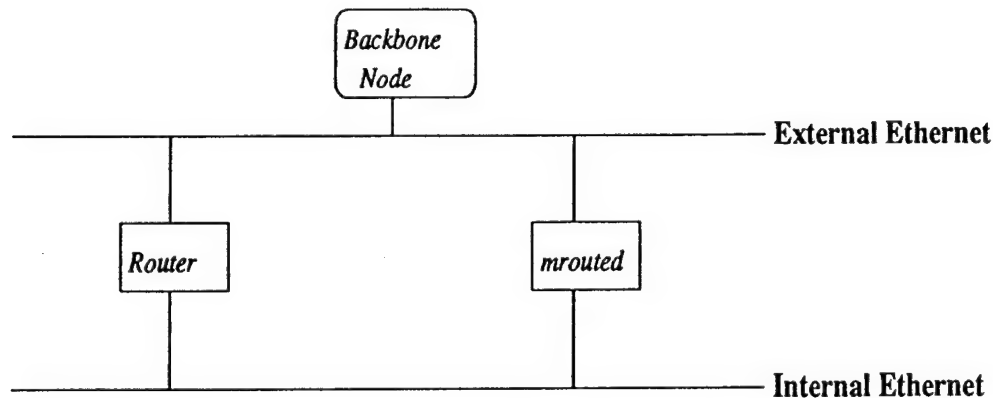 Backbone
Node
External Ethernet
Router
mrouted
Internal Ethernet